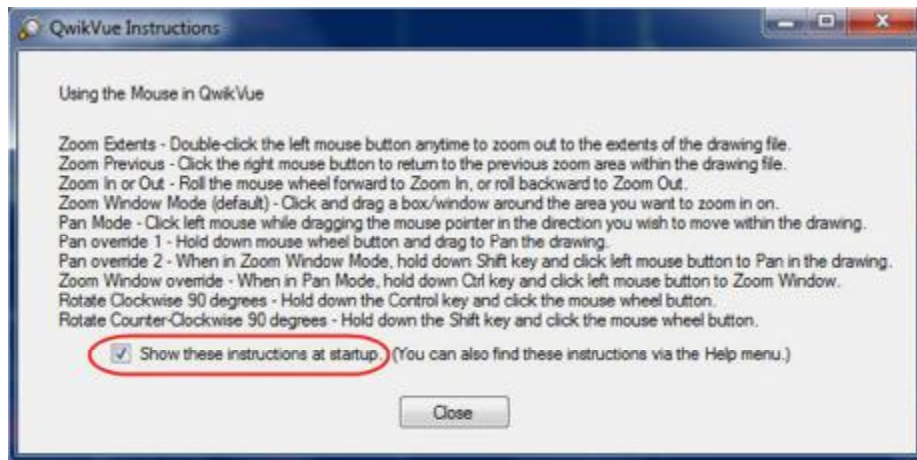 QwikVue Instructions
Using the Mouse in QwikVue
Zoom Extents - Double-click the left mouse button anytime to zoom out to the extents of the drawing file.
Zoom Previous - Click the right mouse button to return to the previous zoom area within the drawing file.
Zoom In or Out - Roll the mouse wheel forward to Zoom In, or roll backward to Zoom Out.
Zoom Window Mode (default) - Click and drag a box/window around the area you want to zoom in on.
Pan Mode - Click left mouse while dragging the mouse pointer in the direction you wish to move within the drawing.
Pan override 1 - Hold down mouse wheel button and drag to Pan the drawing.
Pan override 2 - When in Zoom Window Mode, hold down Shift key and click left mouse button to Pan in the drawing.
Zoom Window override - When in Pan Mode, hold down Ctrl key and click left mouse button to Zoom Window.
Rotate Clockwise 90 degrees - Hold down the Control key and click the mouse wheel button.
Rotate Counter-Clockwise 90 degrees - Hold down the Shift key and click the mouse wheel button.
Show these instructions at startup. (You can also find these instructions via the Help menu.)
Close